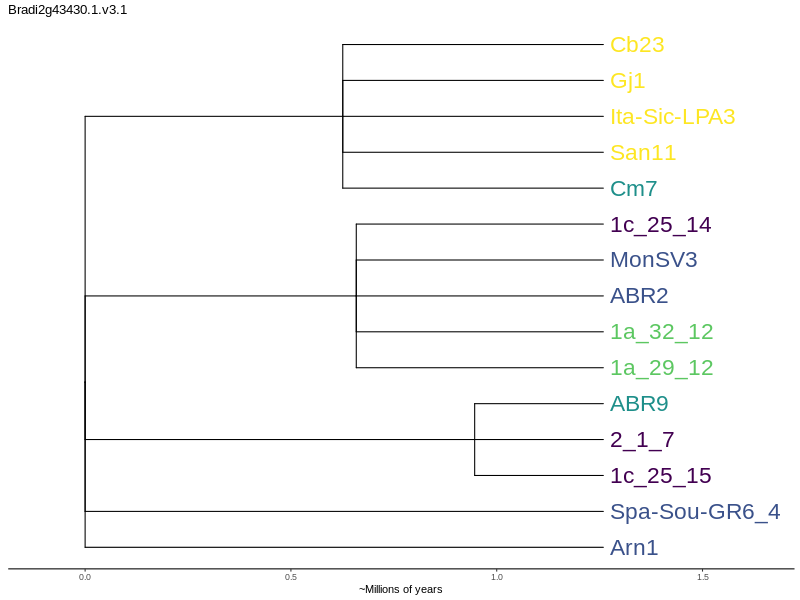 Bradi2g43430.1.v3.1
Cb23
Gj1
Ita-Sic-LPA3
San11
Cm7
1c_25_14
MonSV3
ABR2
1a_32_12
1a_29_12
ABR9
2_1_7
1c_25_15
Spa-Sou-GR6_4
Arn1
0.0 0.5 1.0 1.5
~Millions of years